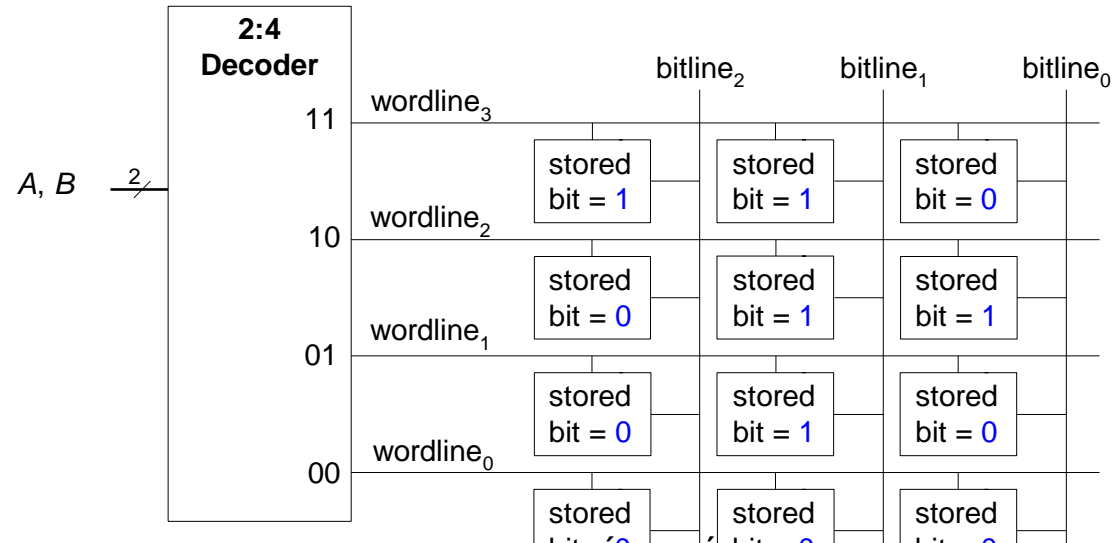 2:4
Decoder
bitline₂ bitline₁ bitline₀
wordline₃
11
stored stored stored
bit = 1 bit = 1 bit = 0
A, B 2
wordline₂
10
stored stored stored
bit = 0 bit = 1 bit = 1
wordline₁
01
stored stored stored
bit = 0 bit = 1 bit = 0
wordline₀
00
stored stored stored